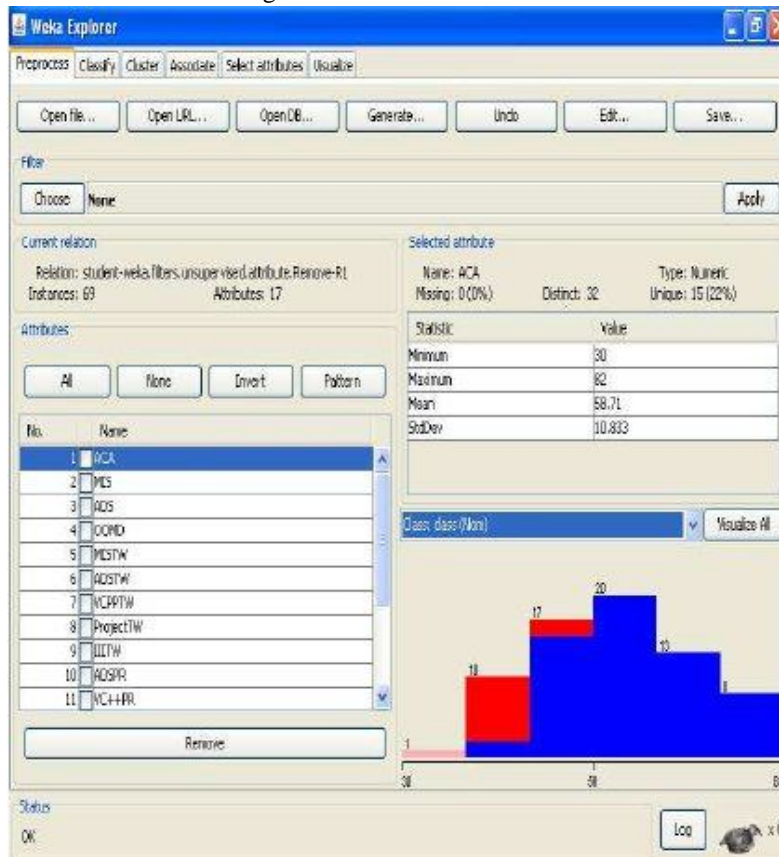 Weka Explorer
Preprocess Classify Cluster Associate Select attributes Visualize
Open file... Open URL... Open DB... Generate... Undo Edit... Save...
Filter
Choose None Apply
Current relation
Relation: student-weka.filters.unsupervised.attribute.Remove-R1
Instances: 69 Attributes: 17
Selected attribute
Name: ACA Type: Numeric
Missing: 0 (0%) Distinct: 32 Unique: 15 (22%)
Attributes
All None Invert Pattern
Statistic Value
Minimum 30
Maximum 82
Mean 58.71
StdDev 10.833
No. Name
1 ACA
2 MIS
3 ADS
4 OOMD
5 MISTW
6 ADSTW
7 VCPPTW
8 ProjectTW
9 IIITW
10 ADSPR
11 VC++PR
Remove
Class: class (Nom) Visualize All
20
17
13
10
1
30
Status
OK
Log